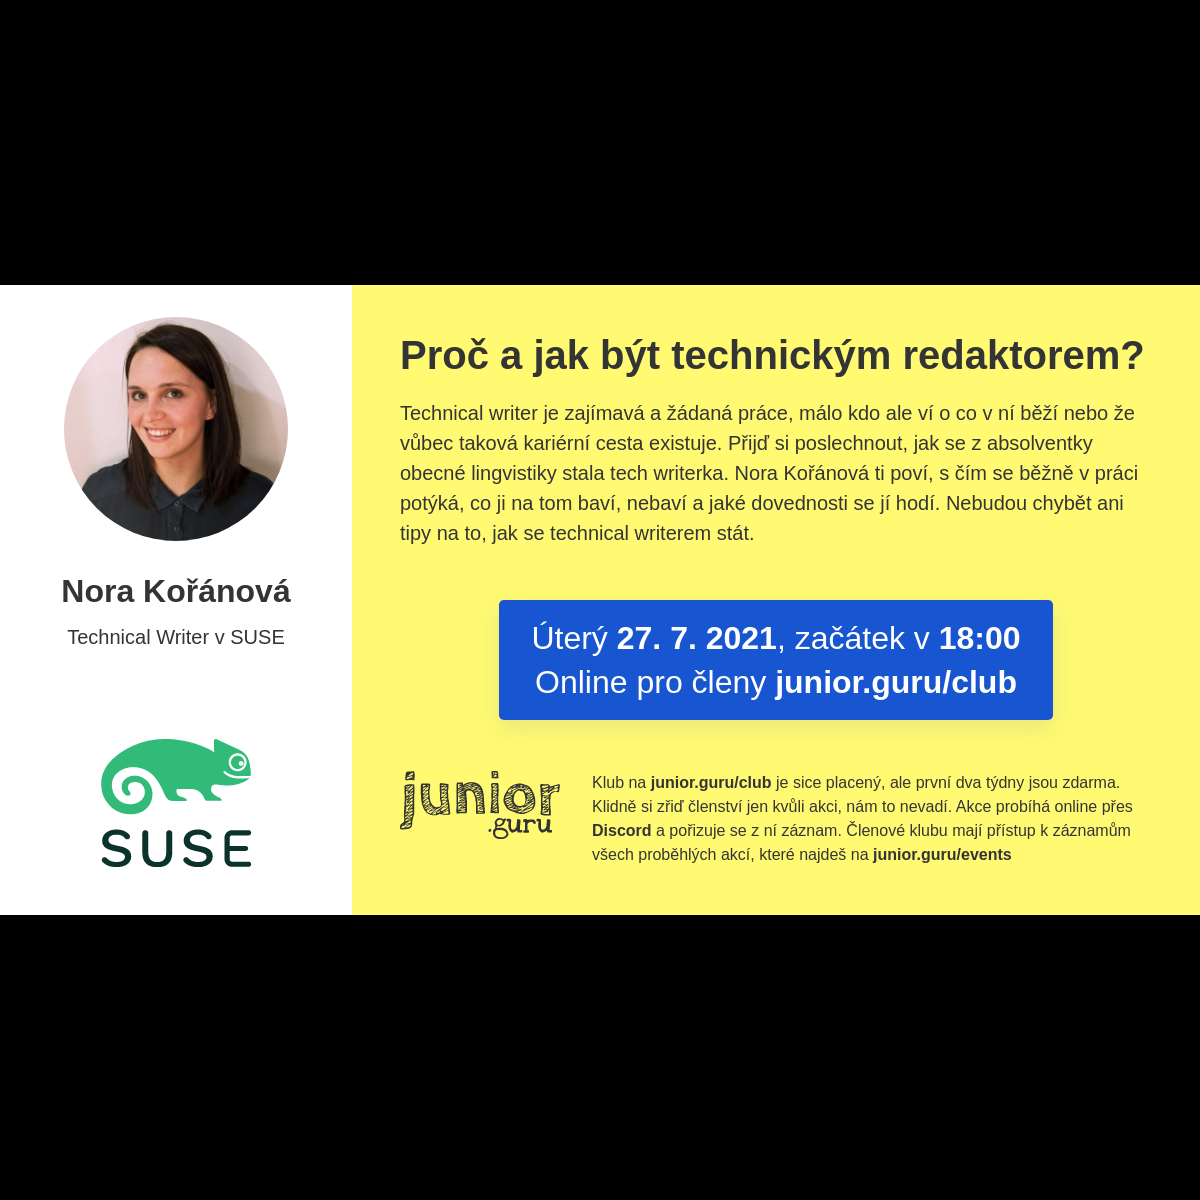 Nora Kořánová
Technical Writer v SUSE
SUSE
Proč a jak být technickým redaktorem?
Technical writer je zajímavá a žádaná práce, málo kdo ale ví o co v ní běží nebo že
vůbec taková kariérní cesta existuje. Přijď si poslechnout, jak se z absolventky
obecné lingvistiky stala tech writerka. Nora Kořánová ti poví, s čím se běžně v práci
potýká, co ji na tom baví, nebaví a jaké dovednosti se jí hodí. Nebudou chybět ani
tipy na to, jak se technical writerem stát.
Úterý 27. 7. 2021, začátek v 18:00
Online pro členy junior.guru/club
junior
.guru
Klub na junior.guru/club je sice placený, ale první dva týdny jsou zdarma.
Klidně si zřiď členství jen kvůli akci, nám to nevadí. Akce probíhá online přes
Discord a pořizuje se z ní záznam. Členové klubu mají přístup k záznamům
všech proběhlých akcí, které najdeš na junior.guru/events